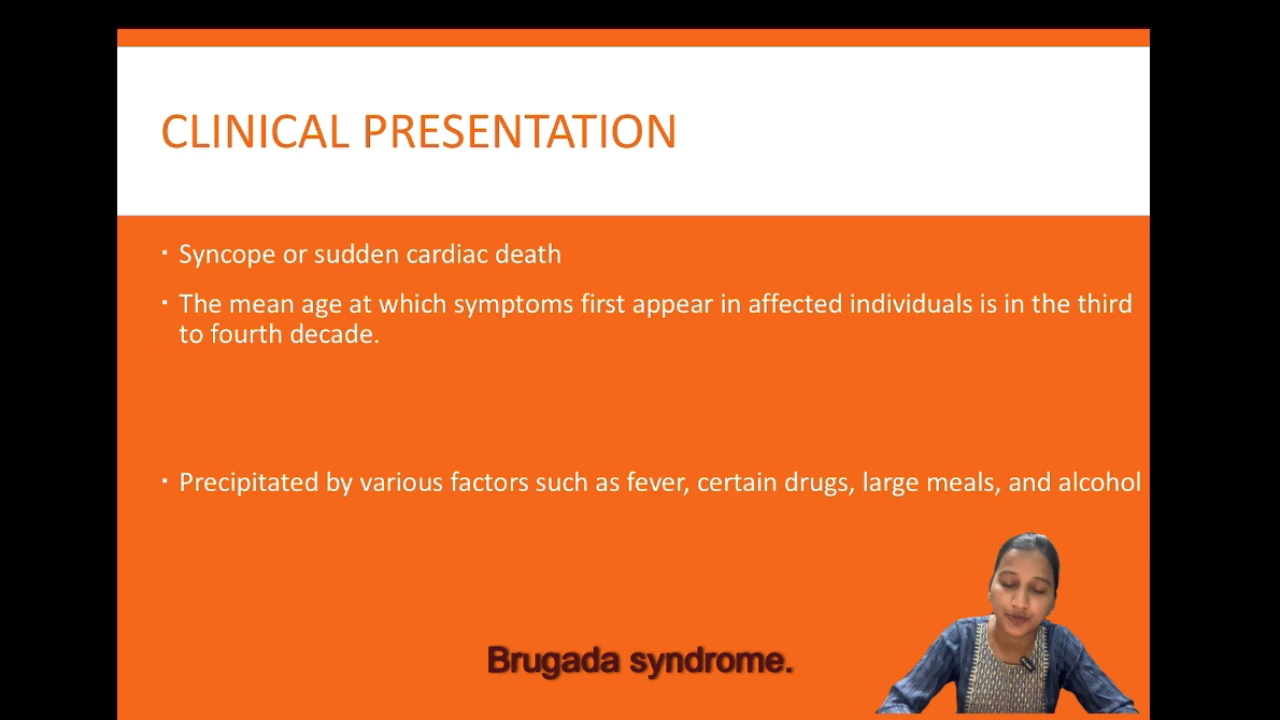 CLINICAL PRESENTATION
▪ Syncope or sudden cardiac death
▪ The mean age at which symptoms first appear in affected individuals is in the third
to fourth decade.
▪ Precipitated by various factors such as fever, certain drugs, large meals, and alcohol
Brugada syndrome.